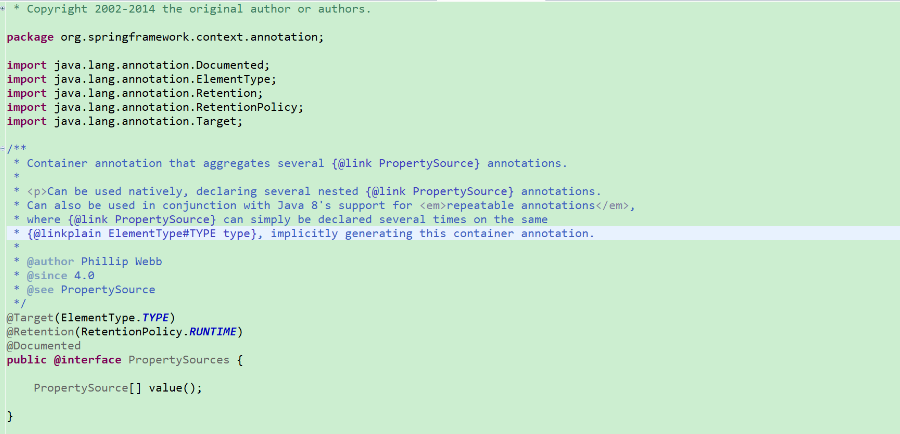 * Copyright 2002-2014 the original author or authors.
package org.springframework.context.annotation;
import java.lang.annotation.Documented;
import java.lang.annotation.ElementType;
import java.lang.annotation.Retention;
import java.lang.annotation.RetentionPolicy;
import java.lang.annotation.Target;
/**
* Container annotation that aggregates several {@link PropertySource} annotations.
*
* <p>Can be used natively, declaring several nested {@link PropertySource} annotations.
* Can also be used in conjunction with Java 8's support for <em>repeatable annotations</em>,
* where {@link PropertySource} can simply be declared several times on the same
* {@linkplain ElementType#TYPE type}, implicitly generating this container annotation.
*
* @author Phillip Webb
* @since 4.0
* @see PropertySource
*/
@Target(ElementType.TYPE)
@Retention(RetentionPolicy.RUNTIME)
@Documented
public @interface PropertySources {
PropertySource[] value();
}